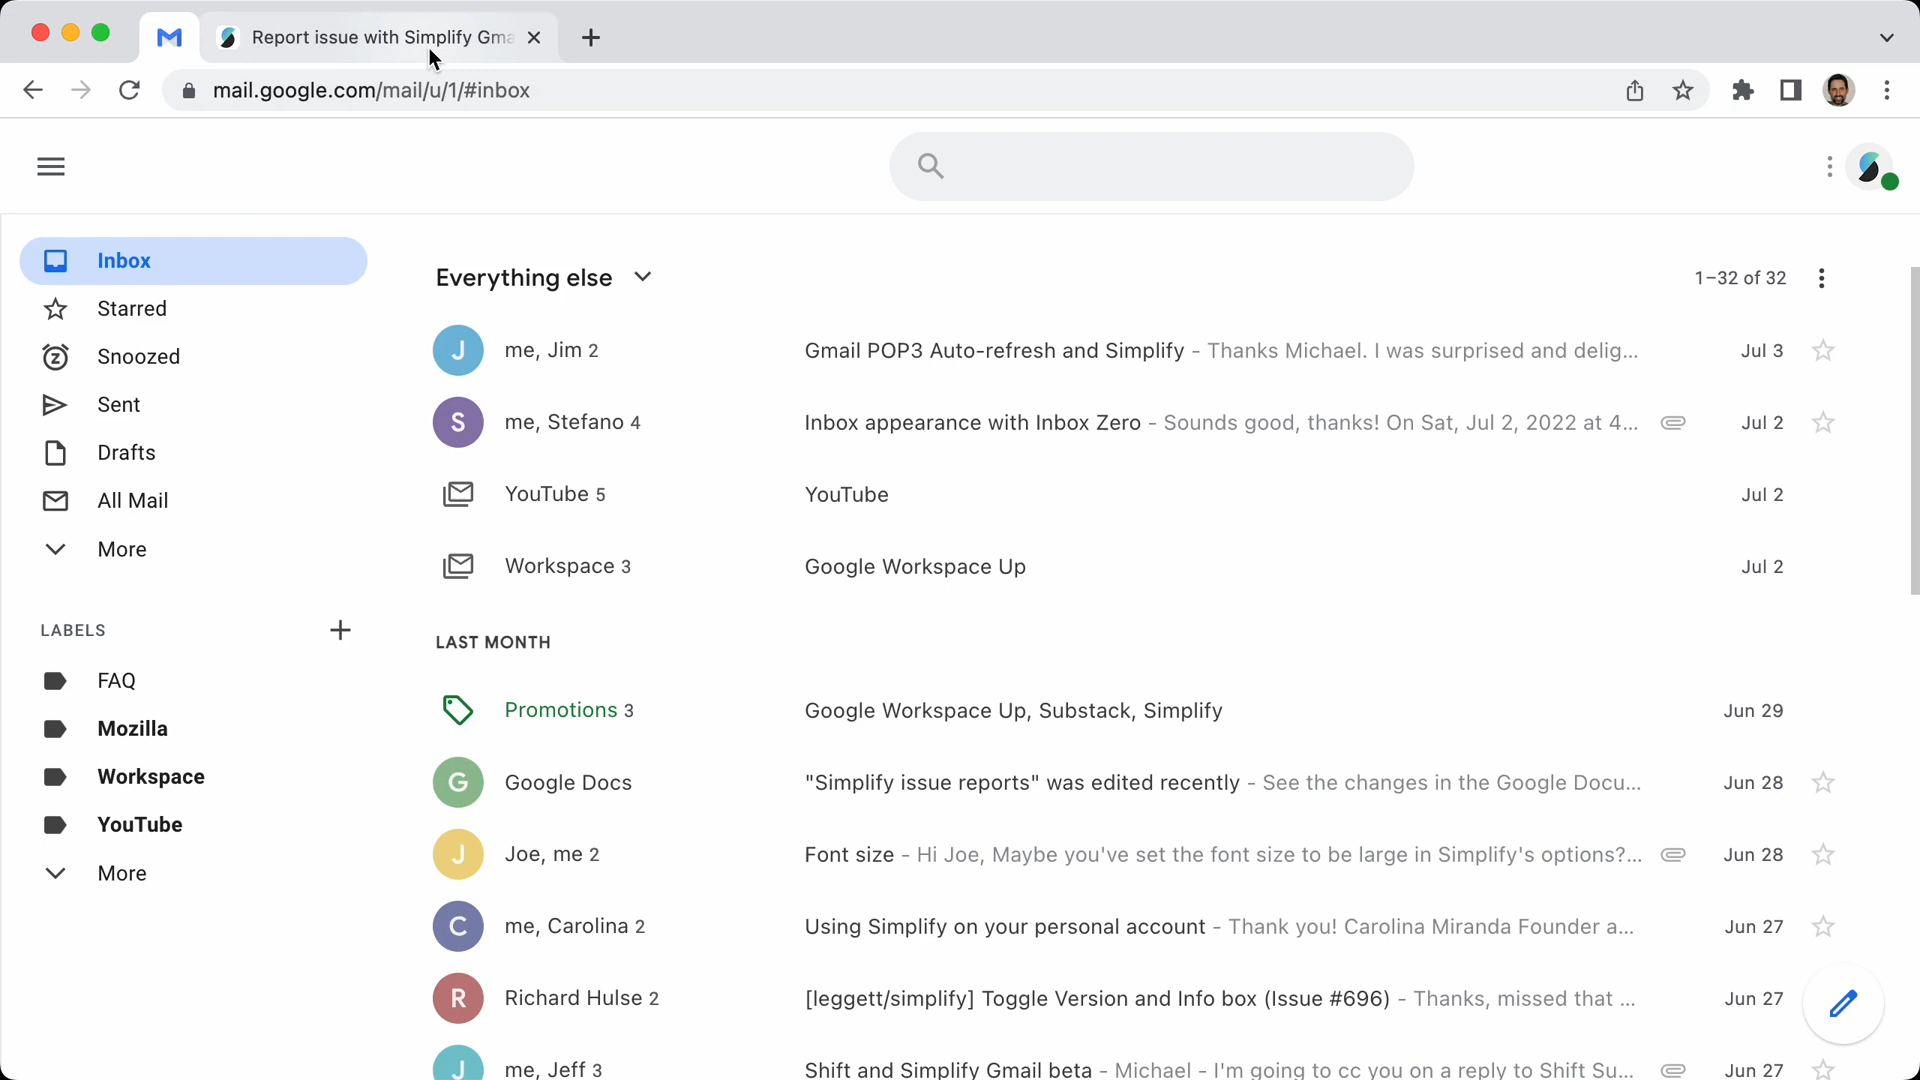 Report issue with Simplify Gma
mail.google.com/mail/u/1/#inbox
Inbox
Starred
Snoozed
Sent
Drafts
All Mail
More
LABELS
FAQ
Mozilla
Workspace
YouTube
More
Everything else
1–32 of 32
J me, Jim 2 Gmail POP3 Auto-refresh and Simplify - Thanks Michael. I was surprised and delig... Jul 3
S me, Stefano 4 Inbox appearance with Inbox Zero - Sounds good, thanks! On Sat, Jul 2, 2022 at 4... Jul 2
YouTube 5 YouTube Jul 2
Workspace 3 Google Workspace Up Jul 2
LAST MONTH
Promotions 3 Google Workspace Up, Substack, Simplify Jun 29
G Google Docs "Simplify issue reports" was edited recently - See the changes in the Google Docu... Jun 28
J Joe, me 2 Font size - Hi Joe, Maybe you've set the font size to be large in Simplify's options?... Jun 28
C me, Carolina 2 Using Simplify on your personal account - Thank you! Carolina Miranda Founder a... Jun 27
R Richard Hulse 2 [leggett/simplify] Toggle Version and Info box (Issue #696) - Thanks, missed that ... Jun 27
J me, Jeff 3 Shift and Simplify Gmail beta - Michael - I'm going to cc you on a reply to Shift Su... Jun 27